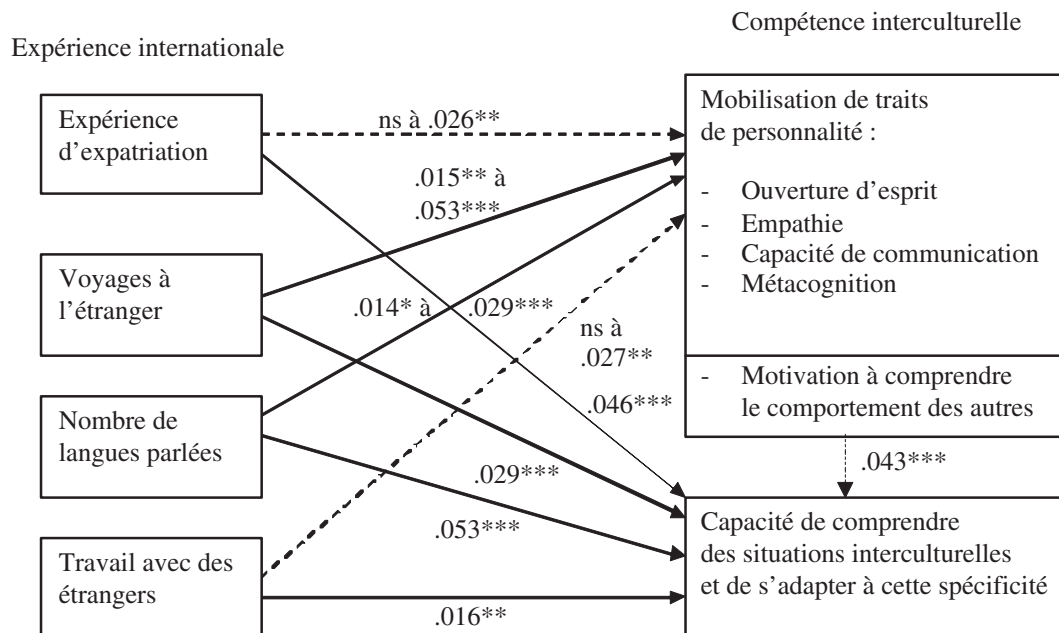 Compétence interculturelle
Expérience internationale
Expérience
d’expatriation
Voyages à
l’étranger
Nombre de
langues parlées
Travail avec des
étrangers
ns à .026**
.015** à
.053***
.014* à
.029***
ns à
.027**
.046***
.029***
.053***
.016**
Mobilisation de traits
de personnalité :
- Ouverture d’esprit
- Empathie
- Capacité de communication
- Métacognition
- Motivation à comprendre
le comportement des autres
.043***
Capacité de comprendre
des situations interculturelles
et de s’adapter à cette spécificité